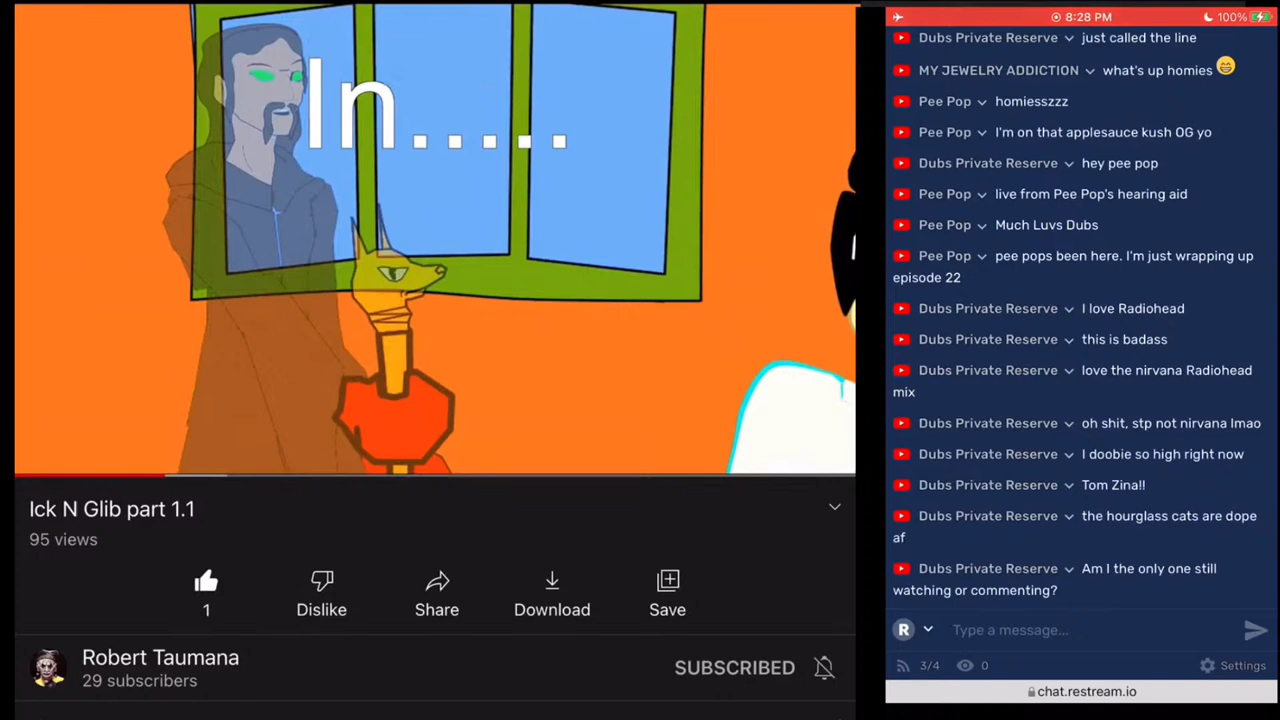 In.....
Ick N Glib part 1.1
95 views
1
Dislike
Share
Download
Save
Robert Taumana
29 subscribers
SUBSCRIBED
8:28 PM
100%
Dubs Private Reserve just called the line
MY JEWELRY ADDICTION what's up homies 😁
Pee Pop homiesszzz
Pee Pop I'm on that applesauce kush OG yo
Dubs Private Reserve hey pee pop
Pee Pop live from Pee Pop's hearing aid
Pee Pop Much Luvs Dubs
Pee Pop pee pops been here. I'm just wrapping up
episode 22
Dubs Private Reserve I love Radiohead
Dubs Private Reserve this is badass
Dubs Private Reserve love the nirvana Radiohead
mix
Dubs Private Reserve oh shit, stp not nirvana lmao
Dubs Private Reserve I doobie so high right now
Dubs Private Reserve Tom Zina!!
Dubs Private Reserve the hourglass cats are dope
af
Dubs Private Reserve Am I the only one still
watching or commenting?
R Type a message...
3/4 0 Settings
chat.restream.io